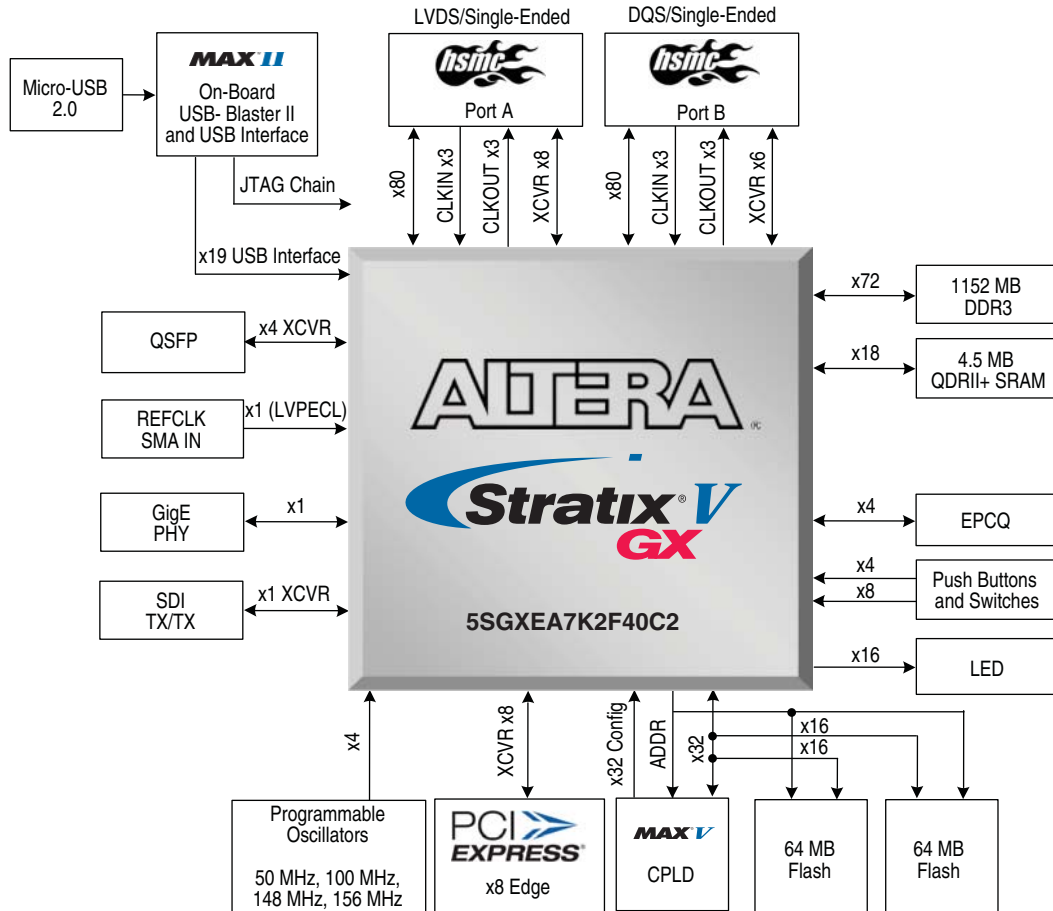 LVDS/Single-Ended
DQS/Single-Ended
MAX II
On-Board
USB- Blaster II
and USB Interface
Micro-USB
2.0
hsmc
Port A
hsmc
Port B
x80
CLKIN x3
CLKOUT x3
XCVR x8
x80
CLKIN x3
CLKOUT x3
XCVR x6
JTAG Chain
x19 USB Interface
QSFP
x4 XCVR
REFCLK
SMA IN
x1 (LVPECL)
GigE
PHY
x1
SDI
TX/TX
x1 XCVR
ALTERA
®
Stratix® V
GX
5SGXEA7K2F40C2
x72
1152 MB
DDR3
x18
4.5 MB
QDRII+ SRAM
x4
EPCQ
x4
x8
Push Buttons
and Switches
x16
LED
x4
XCVR x8
x32 Config
ADDR
x32
x16
x16
Programmable
Oscillators
50 MHz, 100 MHz,
148 MHz, 156 MHz
PCI
EXPRESS®
x8 Edge
MAX V
CPLD
64 MB
Flash
64 MB
Flash